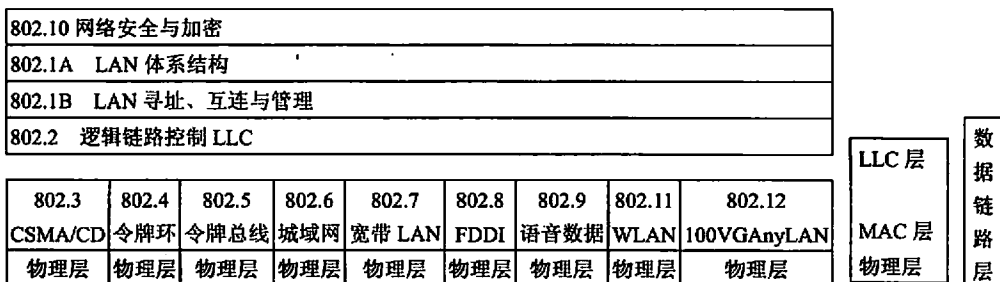 802.10 网络安全与加密
802.1A LAN 体系结构
802.1B LAN 寻址、互连与管理
802.2 逻辑链路控制 LLC
802.3 802.4 802.5 802.6 802.7 802.8 802.9 802.11 802.12
CSMA/CD 令牌环 令牌总线 城域网 宽带 LAN FDDI 语音数据 WLAN 100VGAnyLAN
物理层 物理层 物理层 物理层 物理层 物理层 物理层 物理层 物理层
LLC 层
MAC 层
物理层
数
据
链
路
层